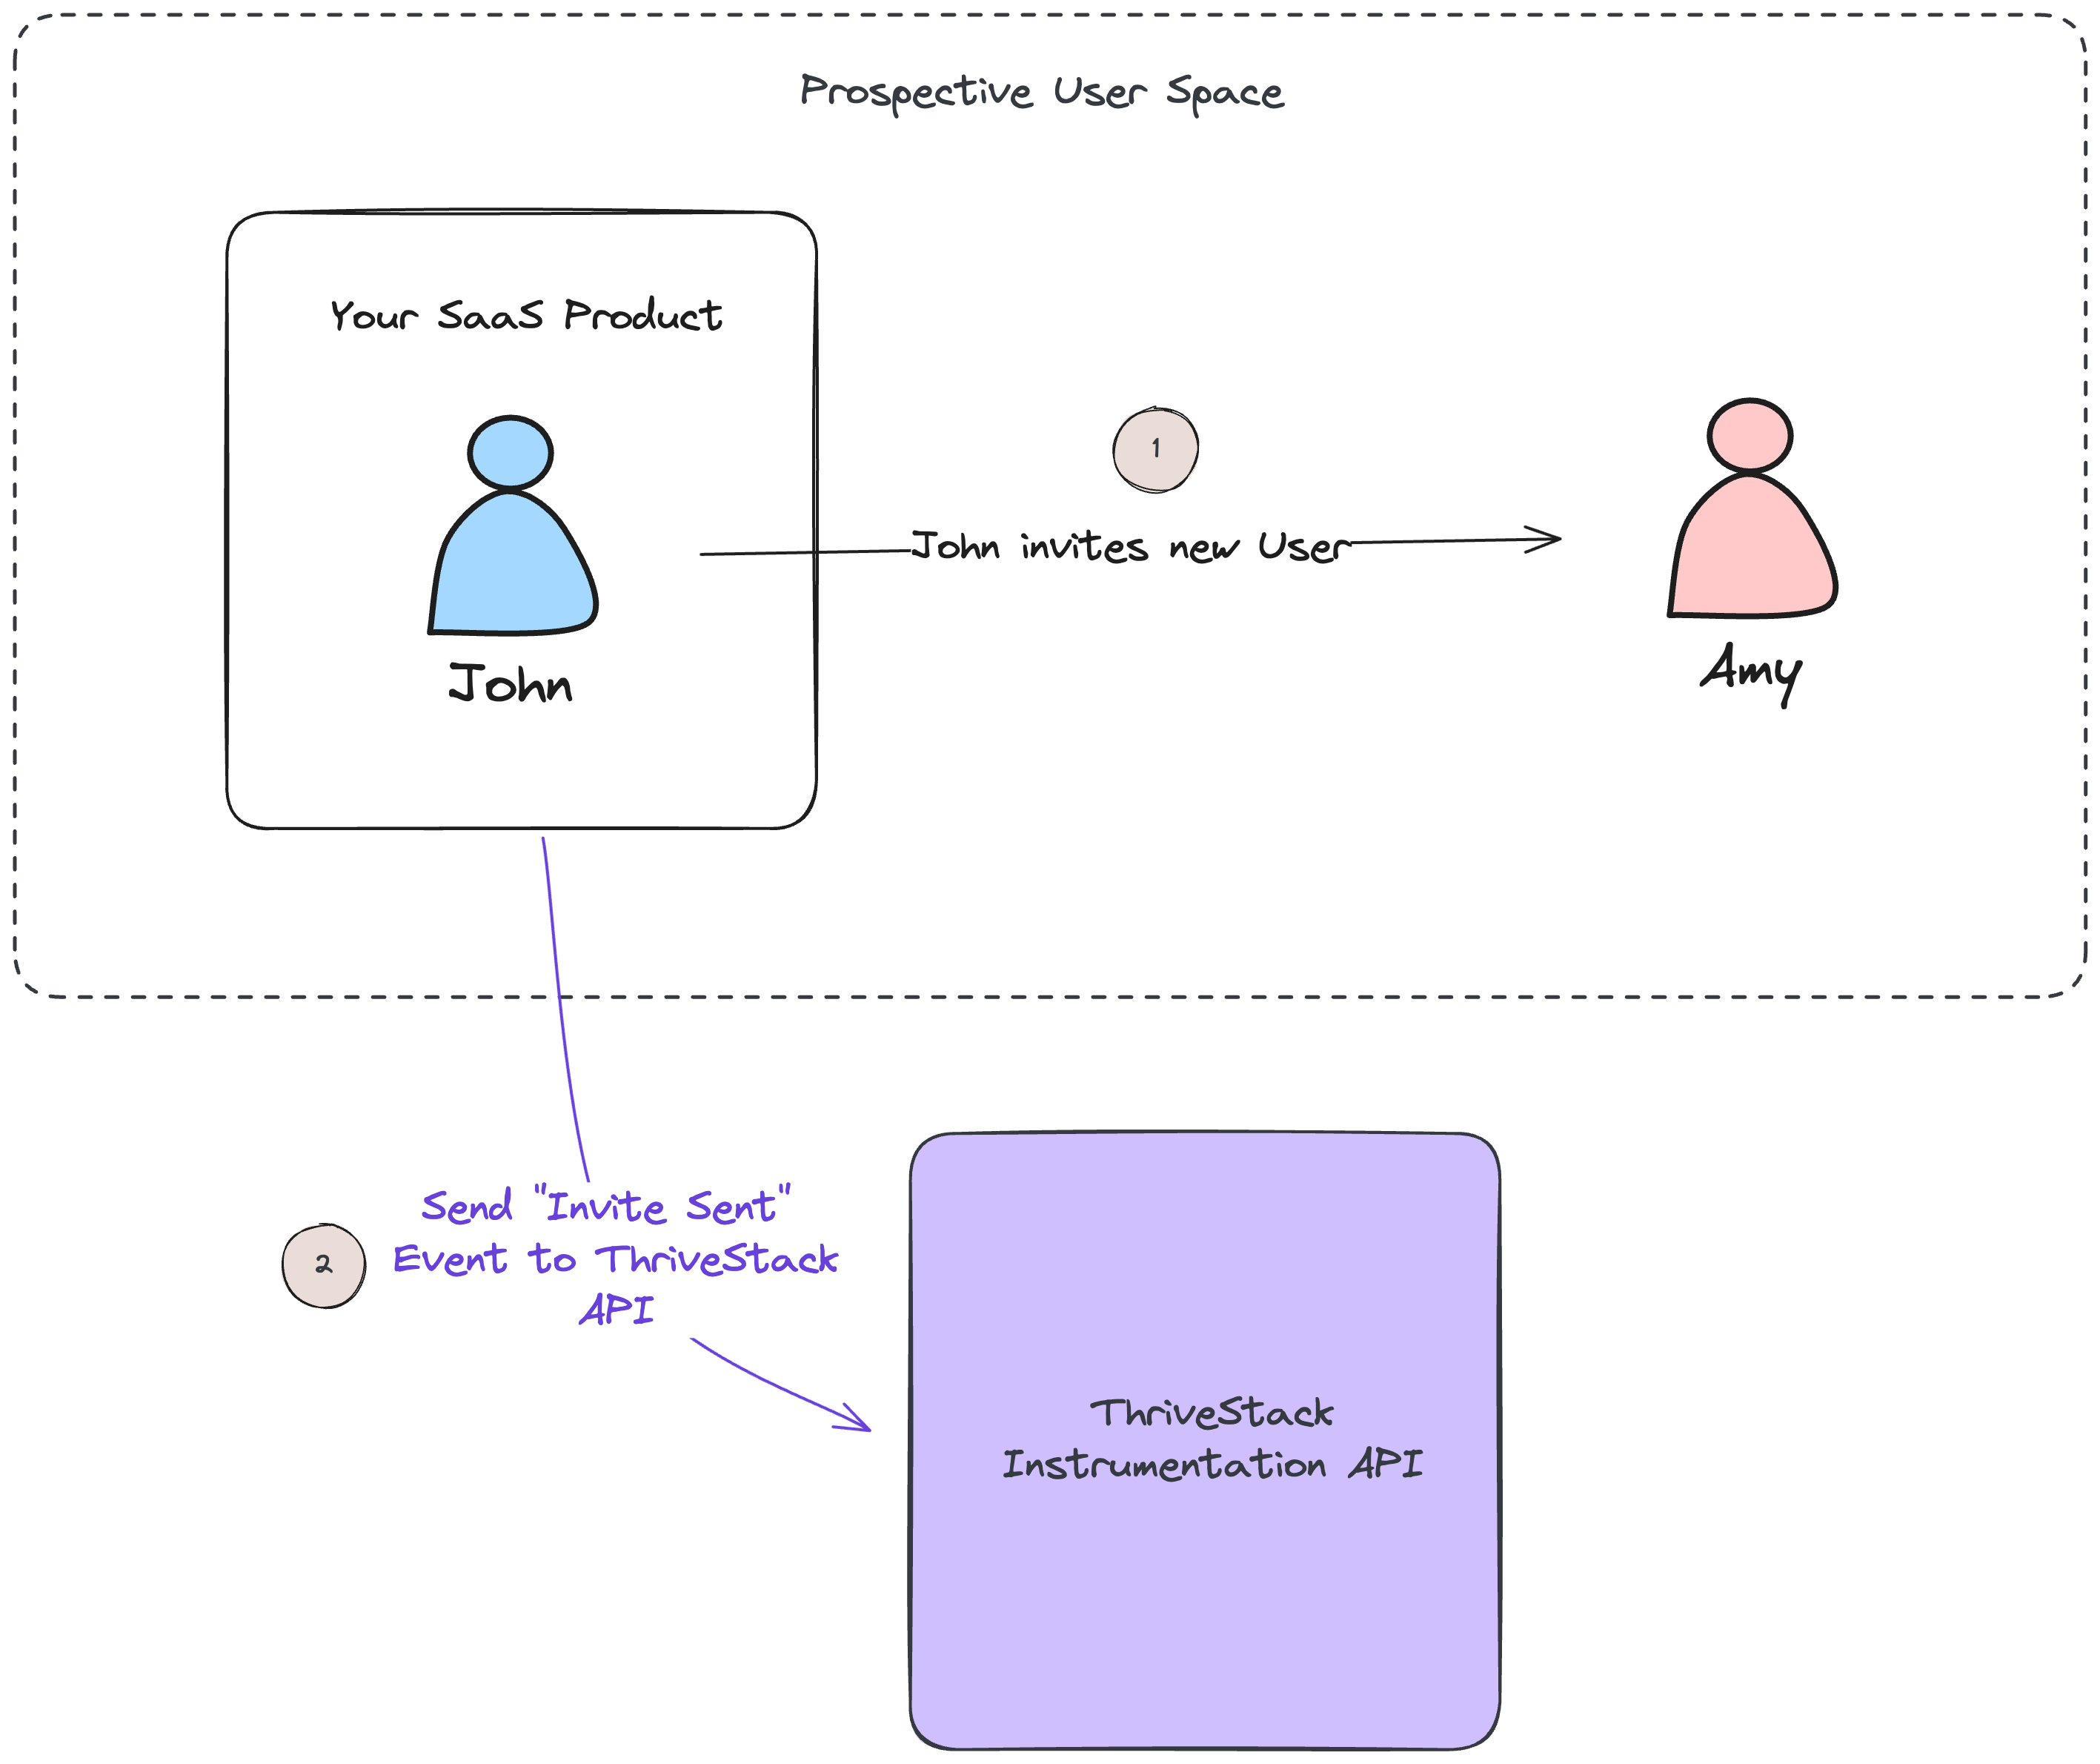 Prospective User Space
Your SaaS Product
1
John invites new User
John
Amy
2
Send "Invite Sent"
Event to ThriveStack
API
ThriveStack
Instrumentation API